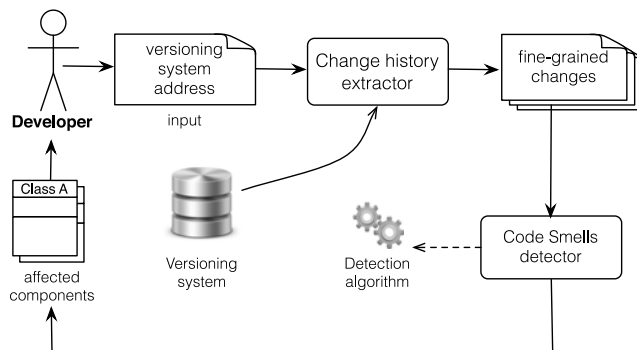 versioning
system
address
input
Change history
extractor
fine-grained
changes
Developer
Class A
affected
components
Versioning
system
Detection
algorithm
Code Smells
detector